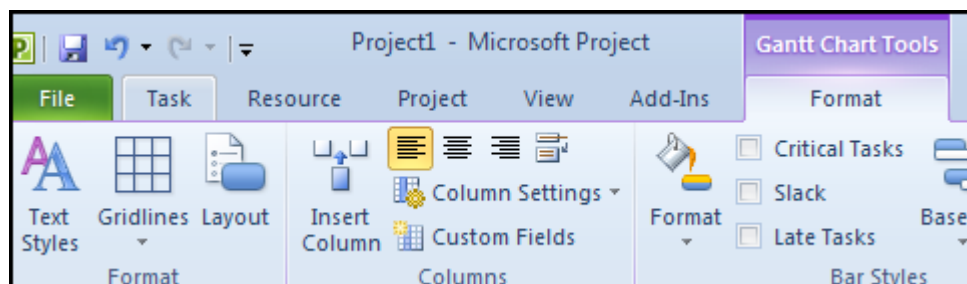 Project1 - Microsoft Project
Gantt Chart Tools
File Task Resource Project View Add-Ins Format
Text Styles
Gridlines
Layout
Format
Insert Column
Column Settings
Custom Fields
Columns
Format
Critical Tasks
Slack
Late Tasks
Base
Bar Styles